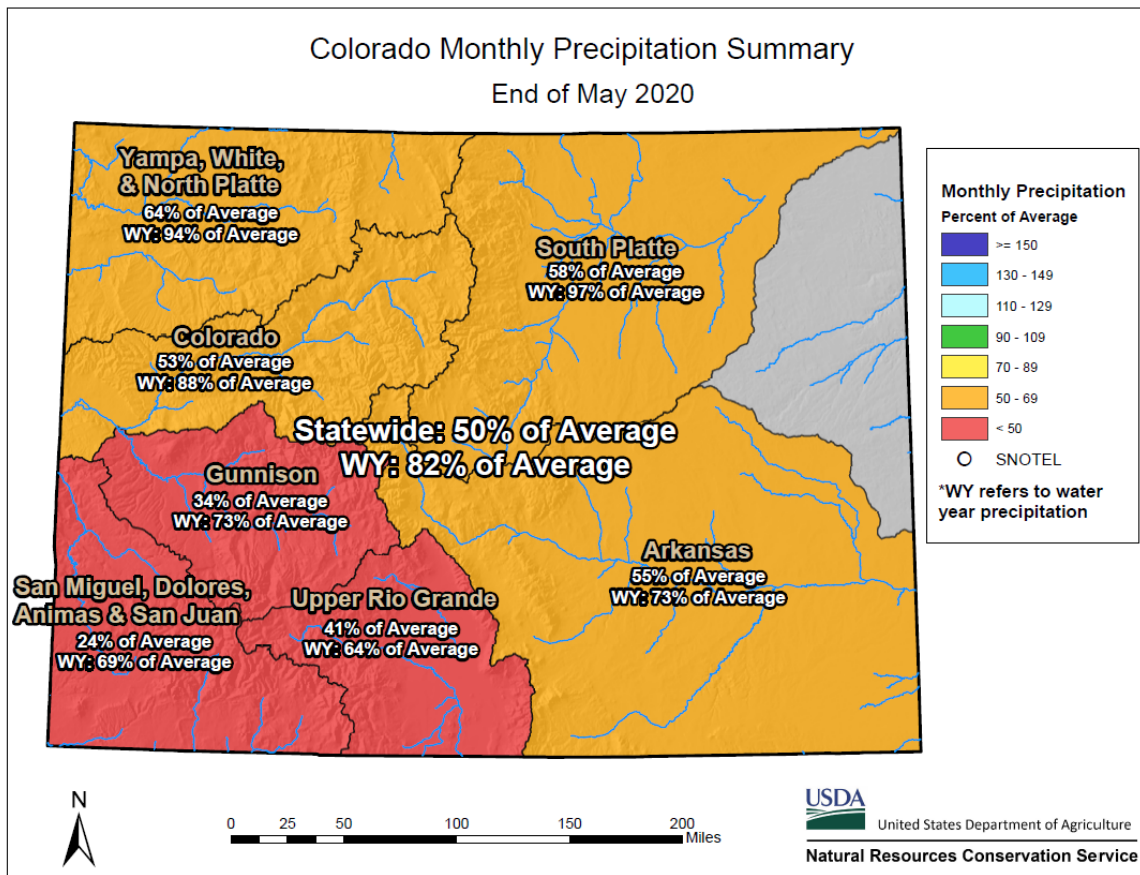 Colorado Monthly Precipitation Summary
End of May 2020
Yampa, White,
& North Platte
64% of Average
WY: 94% of Average
South Platte
58% of Average
WY: 97% of Average
Colorado
53% of Average
WY: 88% of Average
Statewide: 50% of Average
WY: 82% of Average
Gunnison
34% of Average
WY: 73% of Average
Arkansas
55% of Average
WY: 73% of Average
San Miguel, Dolores,
Animas & San Juan
24% of Average
WY: 69% of Average
Upper Rio Grande
41% of Average
WY: 64% of Average
Monthly Precipitation
Percent of Average
>= 150
130 - 149
110 - 129
90 - 109
70 - 89
50 - 69
< 50
SNOTEL
*WY refers to water
year precipitation
N
0 25 50 100 150 200
Miles
USDA
United States Department of Agriculture
Natural Resources Conservation Service